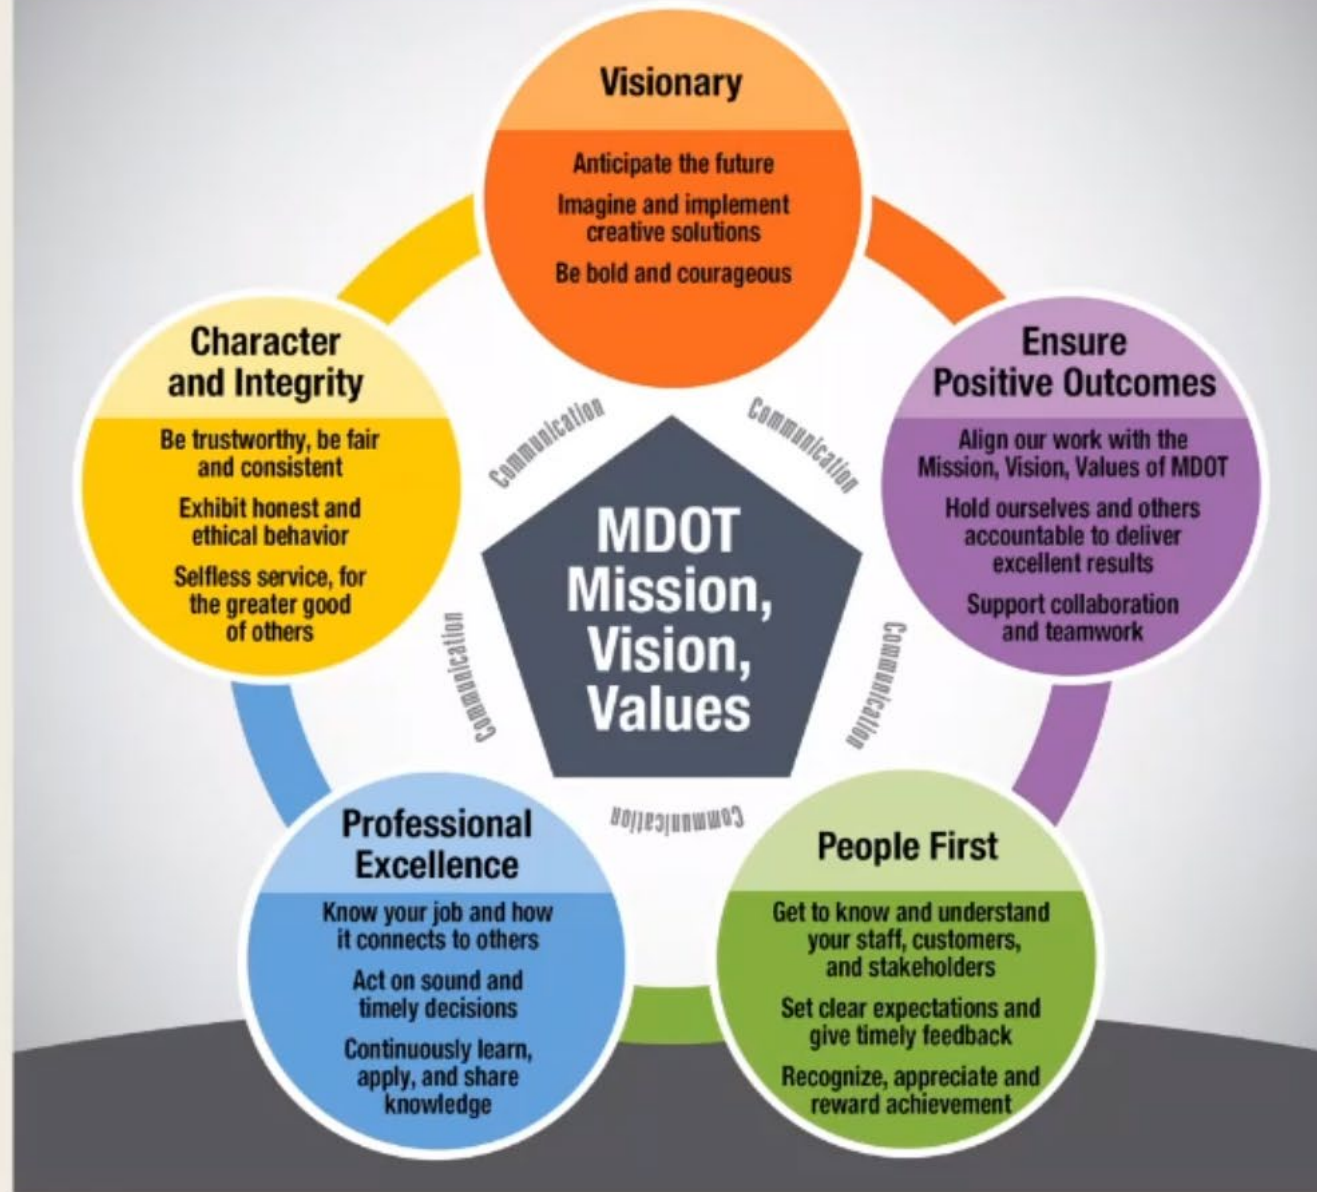 Visionary
Anticipate the future
Imagine and implement
creative solutions
Be bold and courageous
Character
and Integrity
Be trustworthy, be fair
and consistent
Exhibit honest and
ethical behavior
Selfless service, for
the greater good
of others
Ensure
Positive Outcomes
Align our work with the
Mission, Vision, Values of MDOT
Hold ourselves and others
accountable to deliver
excellent results
Support collaboration
and teamwork
Communication
Communication
MDOT
Mission,
Vision,
Values
Communication
Communication
Communication
Professional
Excellence
Know your job and how
it connects to others
Act on sound and
timely decisions
Continuously learn,
apply, and share
knowledge
People First
Get to know and understand
your staff, customers,
and stakeholders
Set clear expectations and
give timely feedback
Recognize, appreciate and
reward achievement